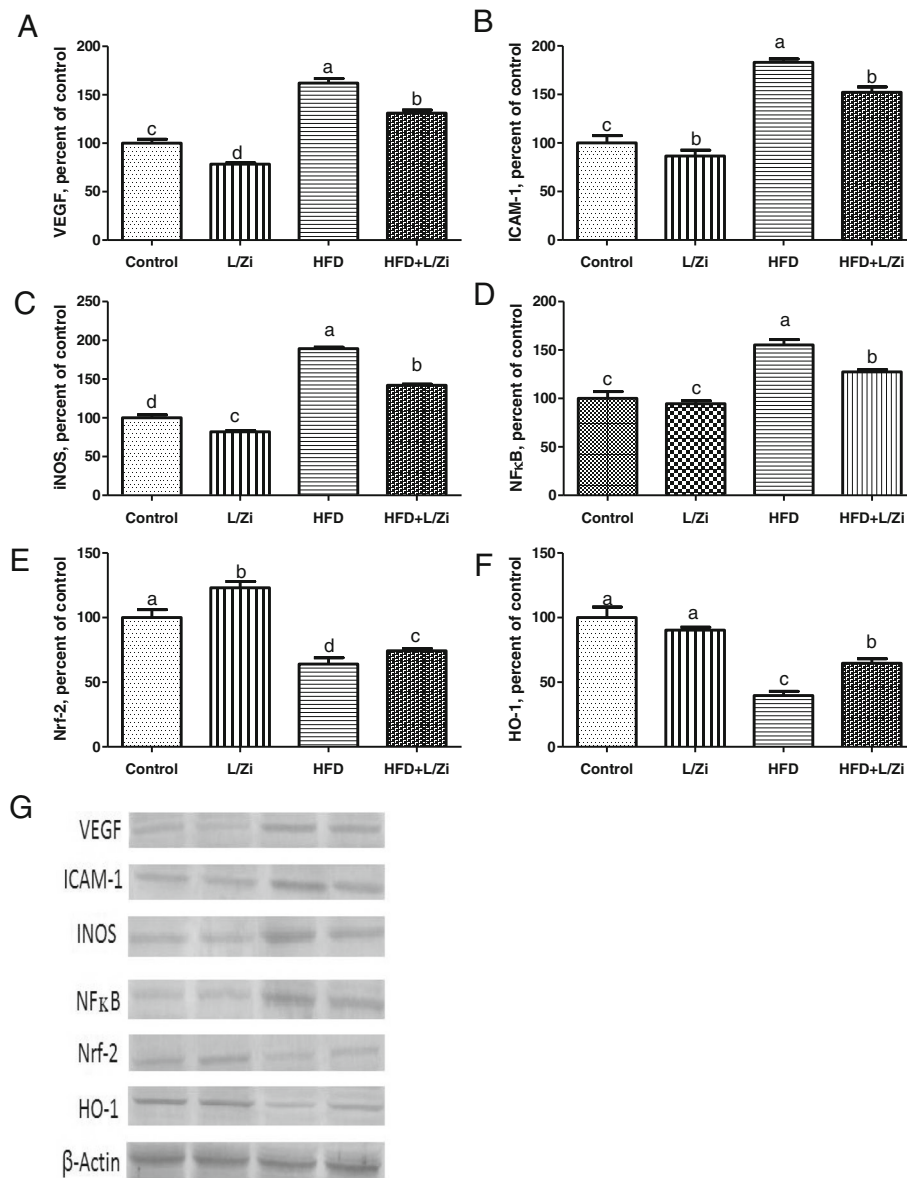 A
VEGF, percent of control
200
150
100
50
0
c
d
a
b
Control L/Zi HFD HFD+L/Zi
B
ICAM-1, percent of control
200
150
100
50
0
c
b
a
b
Control L/Zi HFD HFD+L/Zi
C
iNOS, percent of control
250
200
150
100
50
0
d
c
a
b
Control L/Zi HFD HFD+L/Zi
D
NFκB, percent of control
200
150
100
50
0
c
c
a
b
Control L/Zi HFD HFD+L/Zi
E
Nrf-2, percent of control
150
100
50
0
a
b
d
c
Control L/Zi HFD HFD+L/Zi
F
HO-1, percent of control
150
100
50
0
a
a
c
b
Control L/Zi HFD HFD+L/Zi
G
VEGF
ICAM-1
INOS
NFκB
Nrf-2
HO-1
β-Actin